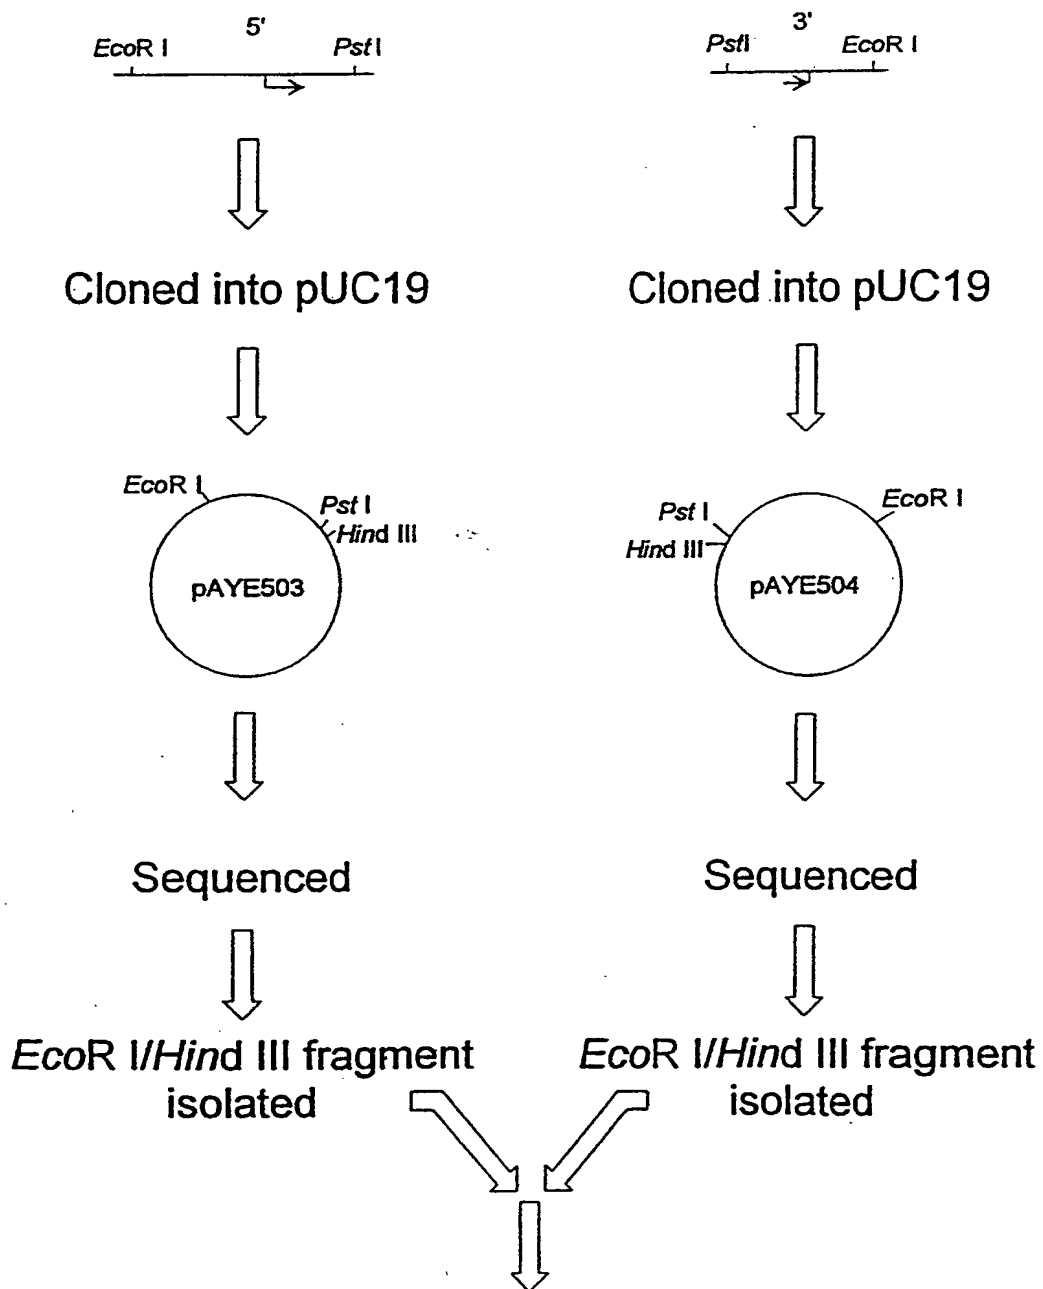 5'
EcoR I
Pst I
Cloned into pUC19
EcoR I
Pst I
Hind III
pAYE503
Sequenced
EcoR I/Hind III fragment
isolated
3'
PstI
EcoR I
Cloned into pUC19
Pst I
EcoR I
Hind III
pAYE504
Sequenced
EcoR I/Hind III fragment
isolated